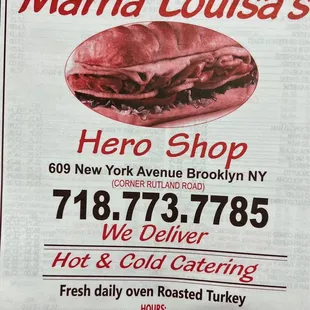 Mama Louisa's
Hero Shop
609 New York Avenue Brooklyn NY
(CORNER RUTLAND ROAD)
718.773.7785
We Deliver
Hot & Cold Catering
Fresh daily oven Roasted Turkey
HOURS: